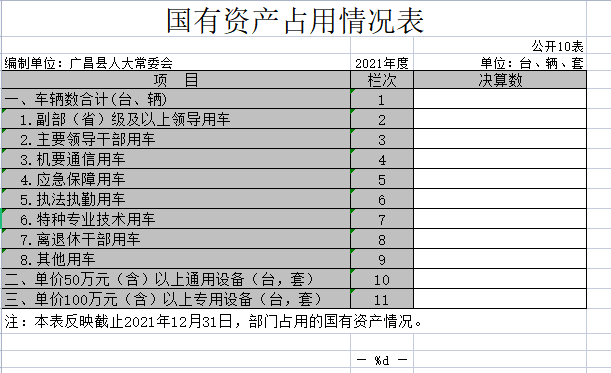 国有资产占用情况表
公开10表
编制单位：广昌县人大常委会 2021年度 单位：台、辆、套
项 目 栏次 决算数
一、车辆数合计(台、辆) 1
1.副部（省）级及以上领导用车 2
2.主要领导干部用车 3
3.机要通信用车 4
4.应急保障用车 5
5.执法执勤用车 6
6.特种专业技术用车 7
7.离退休干部用车 8
8.其他用车 9
二、单价50万元（含）以上通用设备（台，套） 10
三、单价100万元（含）以上专用设备（台，套） 11
注：本表反映截止2021年12月31日，部门占用的国有资产情况。
— %d —